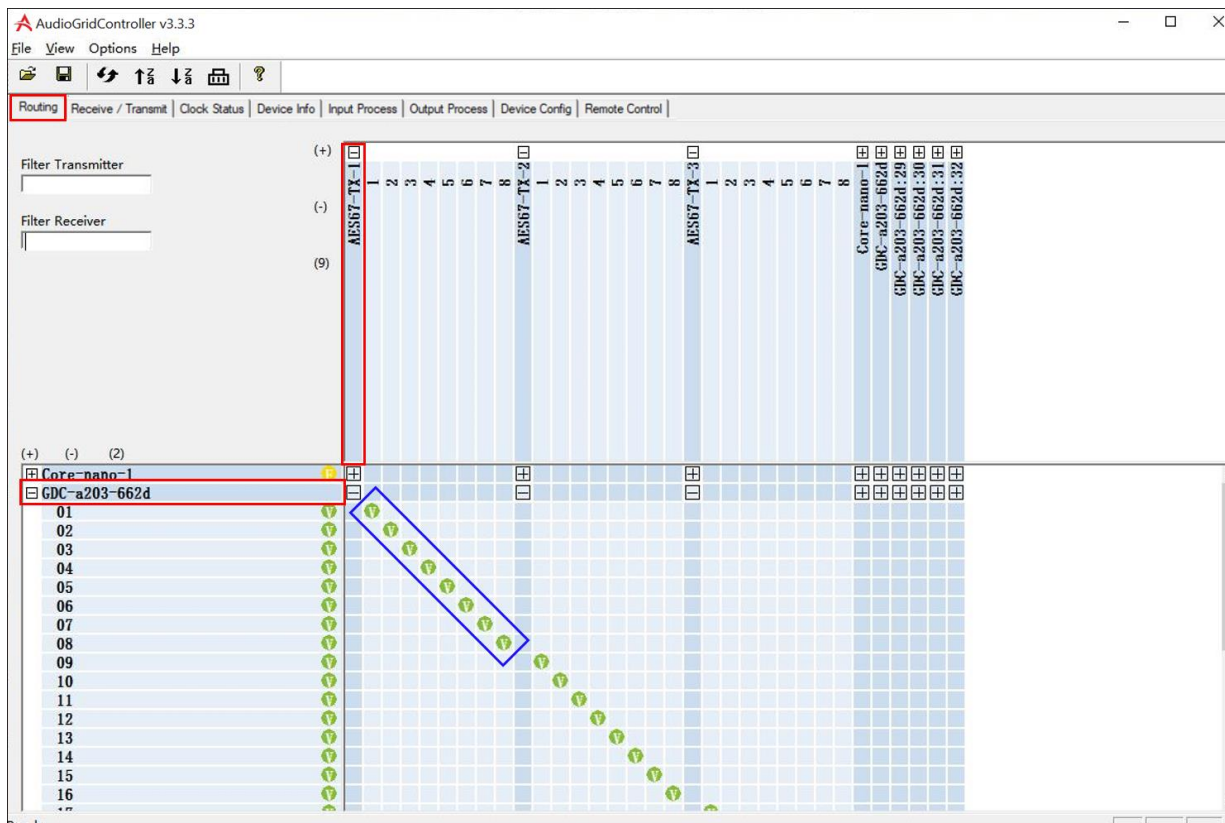 AudioGridController v3.3.3
File View Options Help
Routing Receive / Transmit Clock Status Device Info Input Process Output Process Device Config Remote Control
Filter Transmitter
Filter Receiver
(+)
(-)
(9)
AES67-TX-1
1
2
3
4
5
6
7
8
AES67-TX-2
1
2
3
4
5
6
7
8
AES67-TX-3
1
2
3
4
5
6
7
8
Core-nano-1
GDC-a203-662d
GDC-a203-662d:29
GDC-a203-662d:30
GDC-a203-662d:31
GDC-a203-662d:32
(+) (-) (2)
Core-nano-1
GDC-a203-662d
01 V V
02 V V
03 V V
04 V V
05 V V
06 V V
07 V V
08 V V
09 V V
10 V V
11 V V
12 V V
13 V V
14 V V
15 V V
16 V V